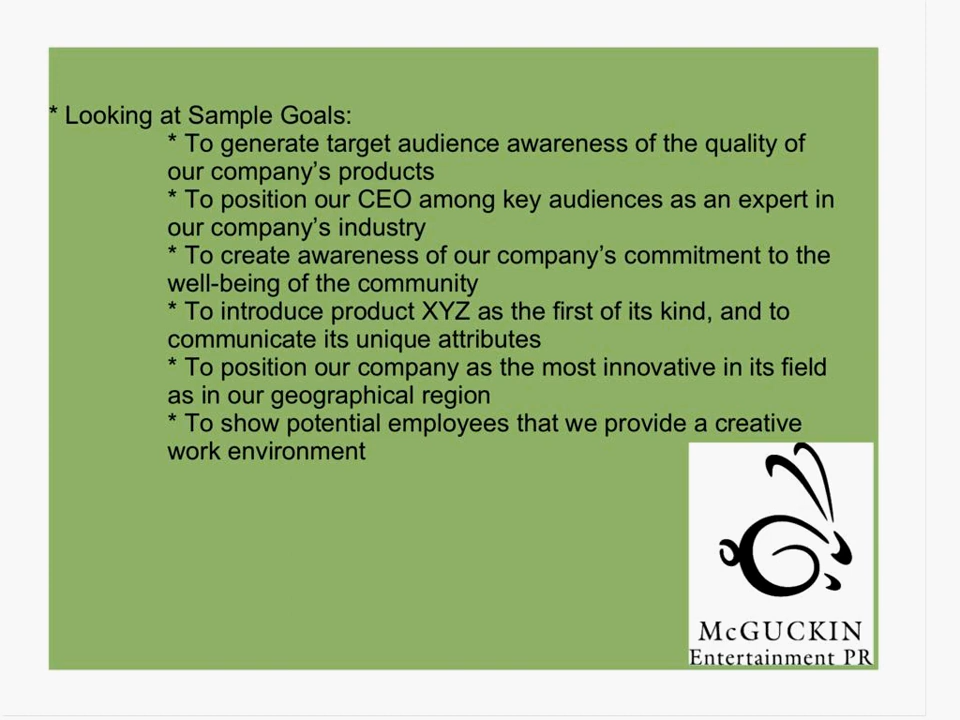 * Looking at Sample Goals:
* To generate target audience awareness of the quality of
our company’s products
* To position our CEO among key audiences as an expert in
our company’s industry
* To create awareness of our company’s commitment to the
well-being of the community
* To introduce product XYZ as the first of its kind, and to
communicate its unique attributes
* To position our company as the most innovative in its field
as in our geographical region
* To show potential employees that we provide a creative
work environment
McGUCKIN
Entertainment PR